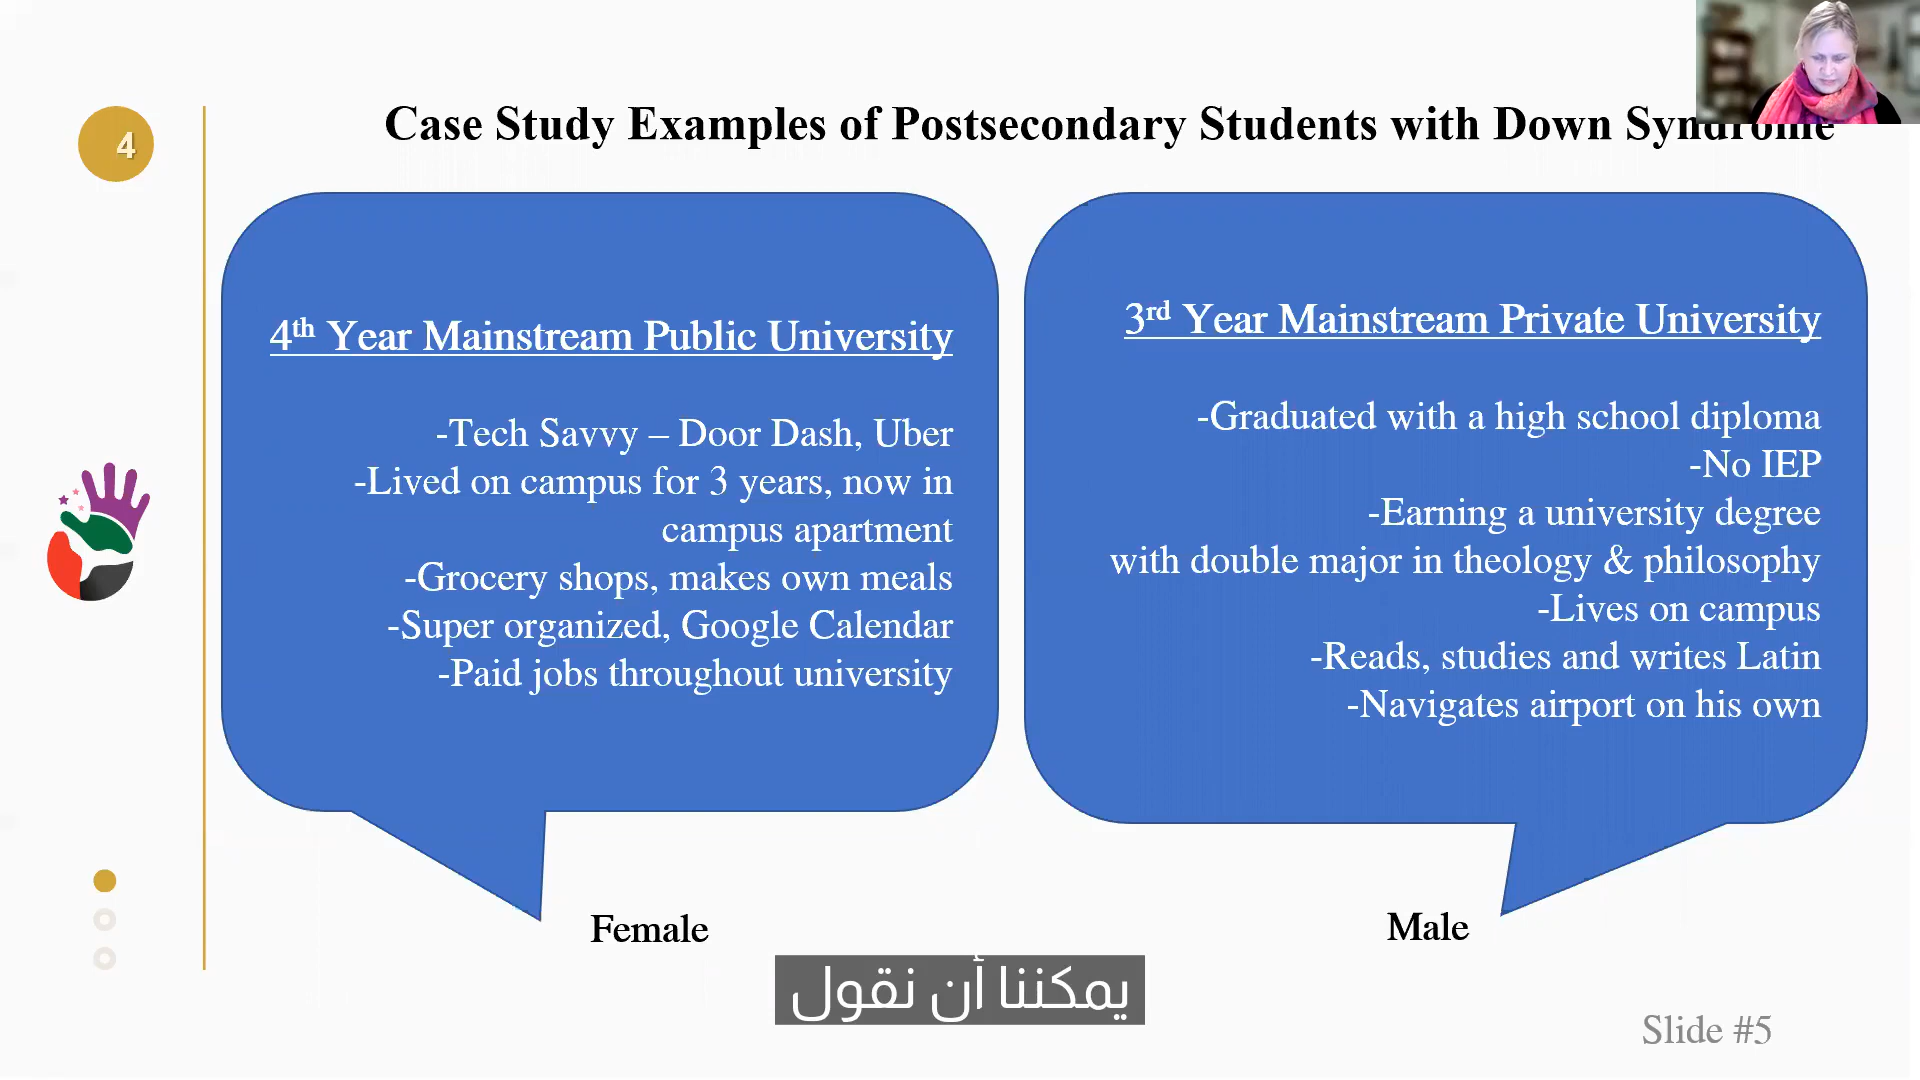 4
Case Study Examples of Postsecondary Students with Down Syndrome
4th Year Mainstream Public University
-Tech Savvy – Door Dash, Uber
-Lived on campus for 3 years, now in
campus apartment
-Grocery shops, makes own meals
-Super organized, Google Calendar
-Paid jobs throughout university
Female
3rd Year Mainstream Private University
-Graduated with a high school diploma
-No IEP
-Earning a university degree
with double major in theology & philosophy
-Lives on campus
-Reads, studies and writes Latin
-Navigates airport on his own
Male
يمكننا أن نقول
Slide #5